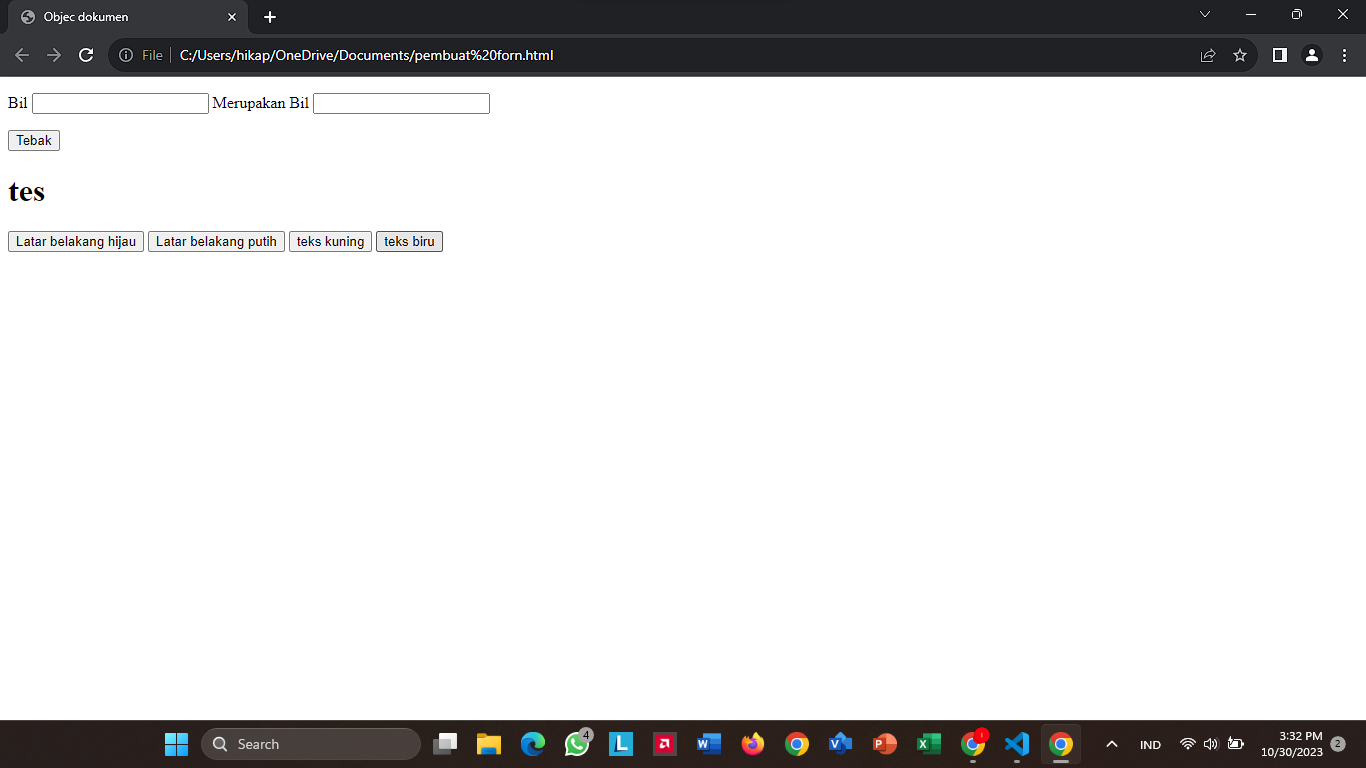 Objec dokumen
File C:/Users/hikap/OneDrive/Documents/pembuat%20forn.html
Bil Merupakan Bil
Tebak
tes
Latar belakang hijau Latar belakang putih teks kuning teks biru
Search 4 L W P X IND 3:32 PM
10/30/2023 2